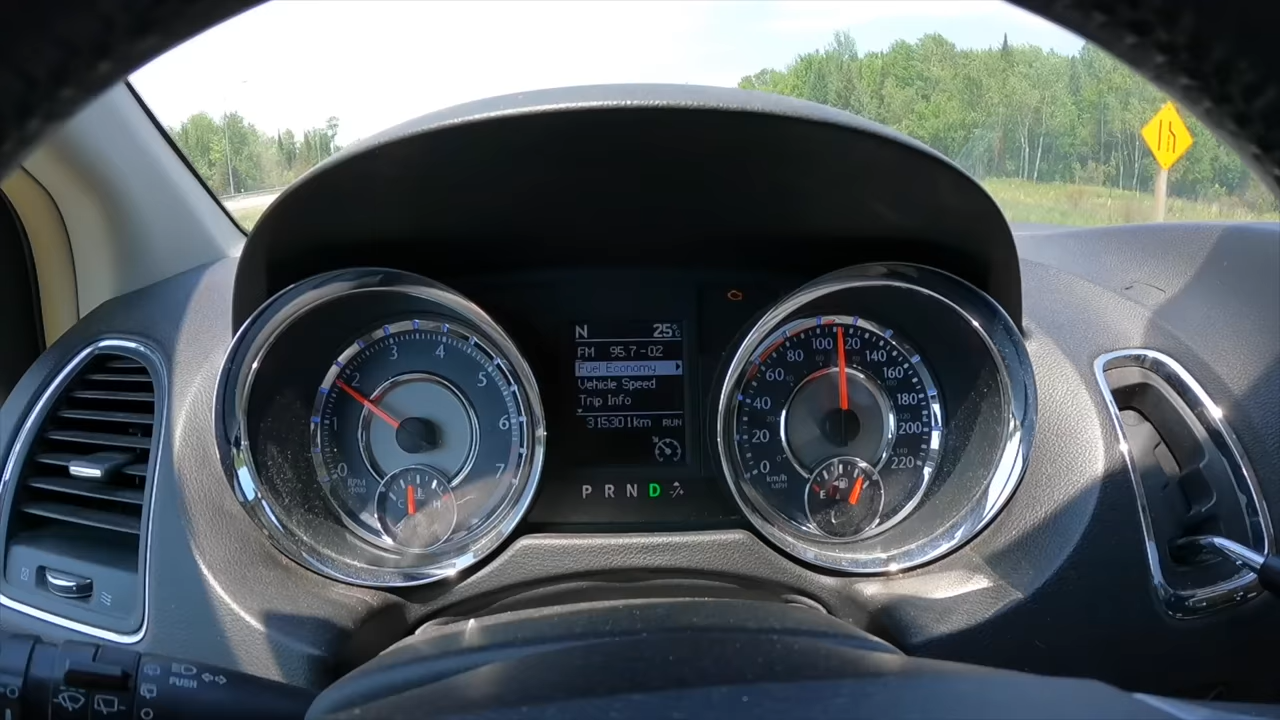 N 25°C
FM 95.7-02
Fuel Economy
Vehicle Speed
Trip Info
315301km RUN
P R N D
0 1 2 3 4 5 6 7
RPM
C H
0 20 40 60 80 100 120 140 160 180 200 220
km/h
MPH
E
PUSH